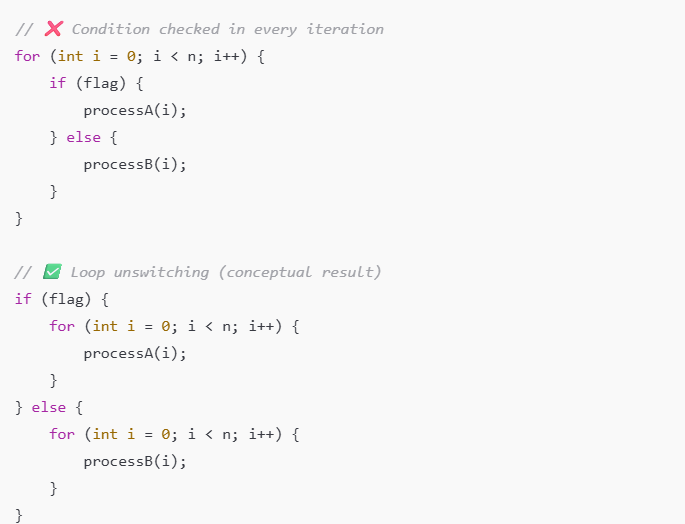 // ❌ Condition checked in every iteration
for (int i = 0; i < n; i++) {
    if (flag) {
        processA(i);
    } else {
        processB(i);
    }
}

// ✅ Loop unswitching (conceptual result)
if (flag) {
    for (int i = 0; i < n; i++) {
        processA(i);
    }
} else {
    for (int i = 0; i < n; i++) {
        processB(i);
    }
}